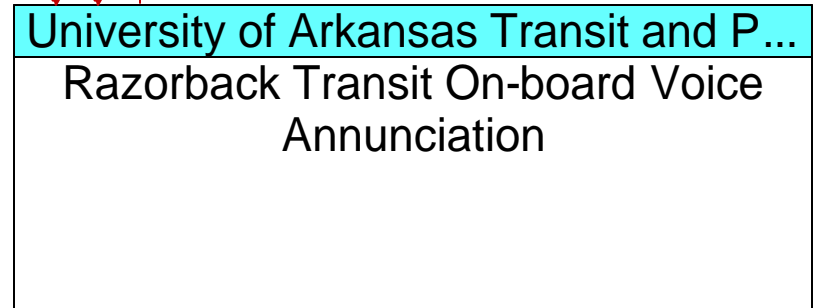 University of Arkansas Transit and P...
Razorback Transit On-board Voice
Annunciation